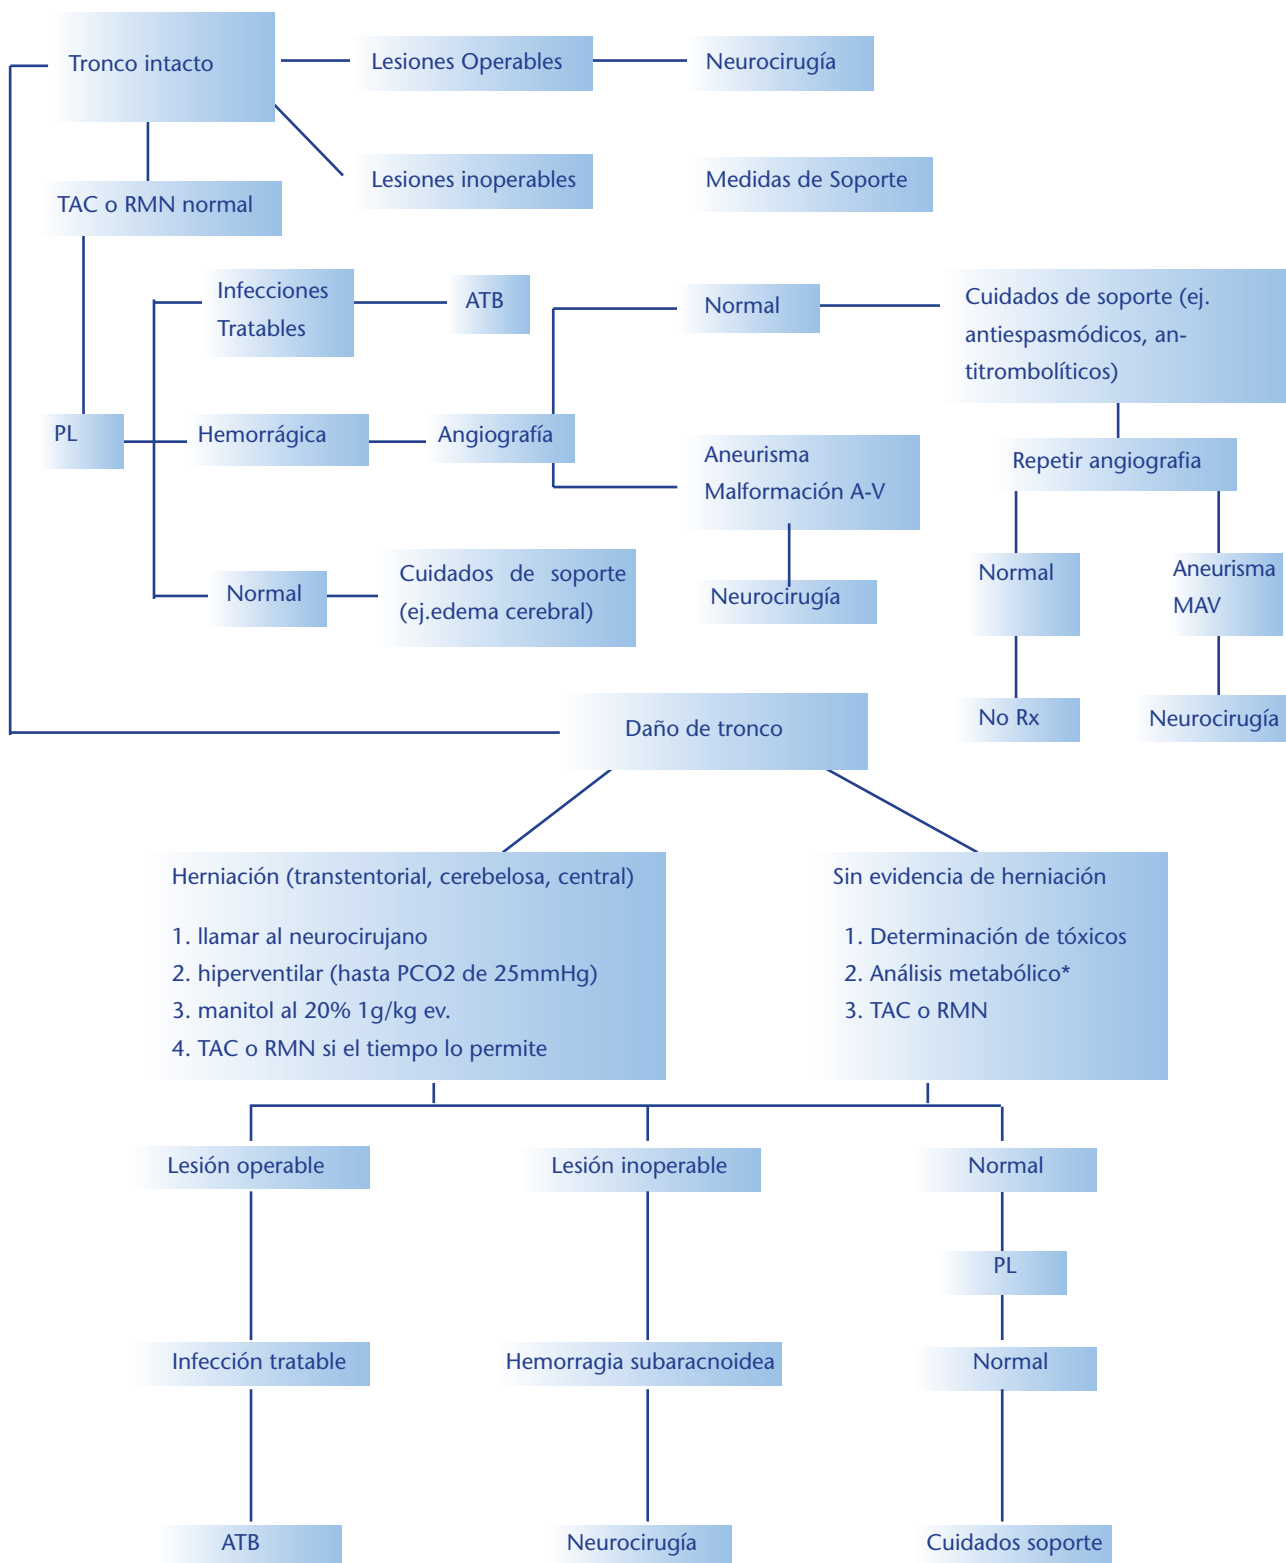 Tronco intacto
Lesiones Operables
Neurocirugía
Lesiones inoperables
Medidas de Soporte
TAC o RMN normal
Infecciones
Tratables
ATB
Normal
Cuidados de soporte (ej.
antiespasmódicos, an-
titrombolíticos)
PL
Hemorrágica
Angiografía
Aneurisma
Malformación A-V
Repetir angiografia
Normal
Cuidados de soporte
(ej.edema cerebral)
Neurocirugía
Normal
Aneurisma
MAV
No Rx
Neurocirugía
Daño de tronco
Herniación (transtentorial, cerebelosa, central)
1. llamar al neurocirujano
2. hiperventilar (hasta PCO2 de 25mmHg)
3. manitol al 20% 1g/kg ev.
4. TAC o RMN si el tiempo lo permite
Sin evidencia de herniación
1. Determinación de tóxicos
2. Análisis metabólico*
3. TAC o RMN
Lesión operable
Lesión inoperable
Normal
PL
Infección tratable
Hemorragia subaracnoidea
Normal
ATB
Neurocirugía
Cuidados soporte